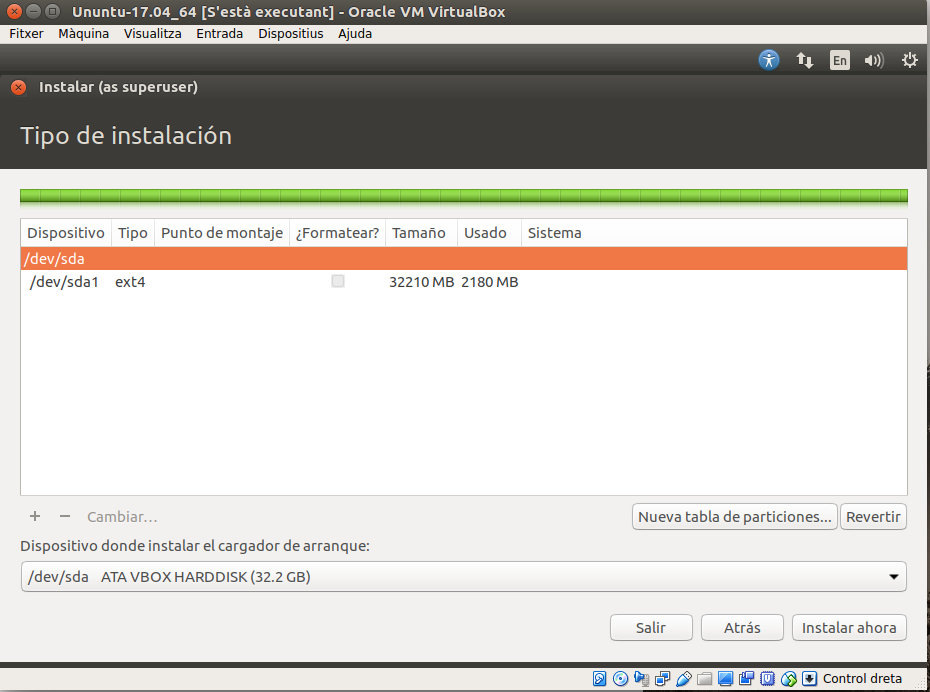 Ununtu-17.04_64 [S'està executant] - Oracle VM VirtualBox
Fitxer Màquina Visualitza Entrada Dispositius Ajuda
En
Instalar (as superuser)
Tipo de instalación
Dispositivo Tipo Punto de montaje ¿Formatear? Tamaño Usado Sistema
/dev/sda
/dev/sda1 ext4 32210 MB 2180 MB
+ − Cambiar... Nueva tabla de particiones... Revertir
Dispositivo donde instalar el cargador de arranque:
/dev/sda ATA VBOX HARDDISK (32.2 GB)
Salir Atrás Instalar ahora
Control dreta